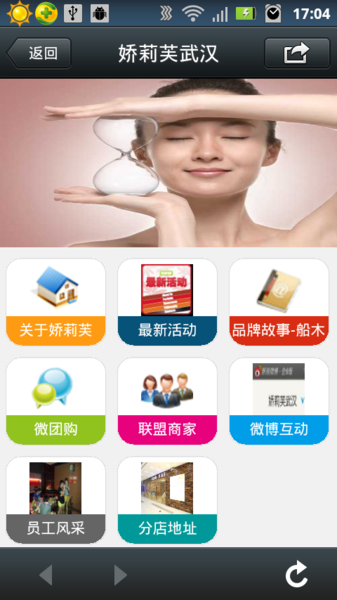 17:04
返回
娇莉芙武汉
最新活动
关于娇莉芙
最新活动
品牌故事-船木
娇莉芙武汉
微团购
联盟商家
微博互动
员工风采
分店地址